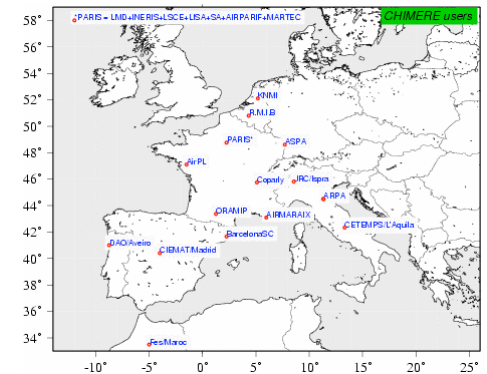 58°
*PARIS = LMD+INERIS+LSCE+LISA+SA+AIRPARIF+MARTEC
CHIMERE users
56°
54°
52°
KNMI
R.M.I.B
50°
PARIS*
ASPA
48°
AirPL
46°
Coparly
JRC/Ispra
ARPA
44°
ORAMIP
AIRMARAIX
42°
BarcelonaSC
CETEMPS/L'Aquila
DAO/Aveiro
CIEMAT/Madrid
40°
38°
36°
34°
Fes/Maroc
-10°
-5°
0°
5°
10°
15°
20°
25°